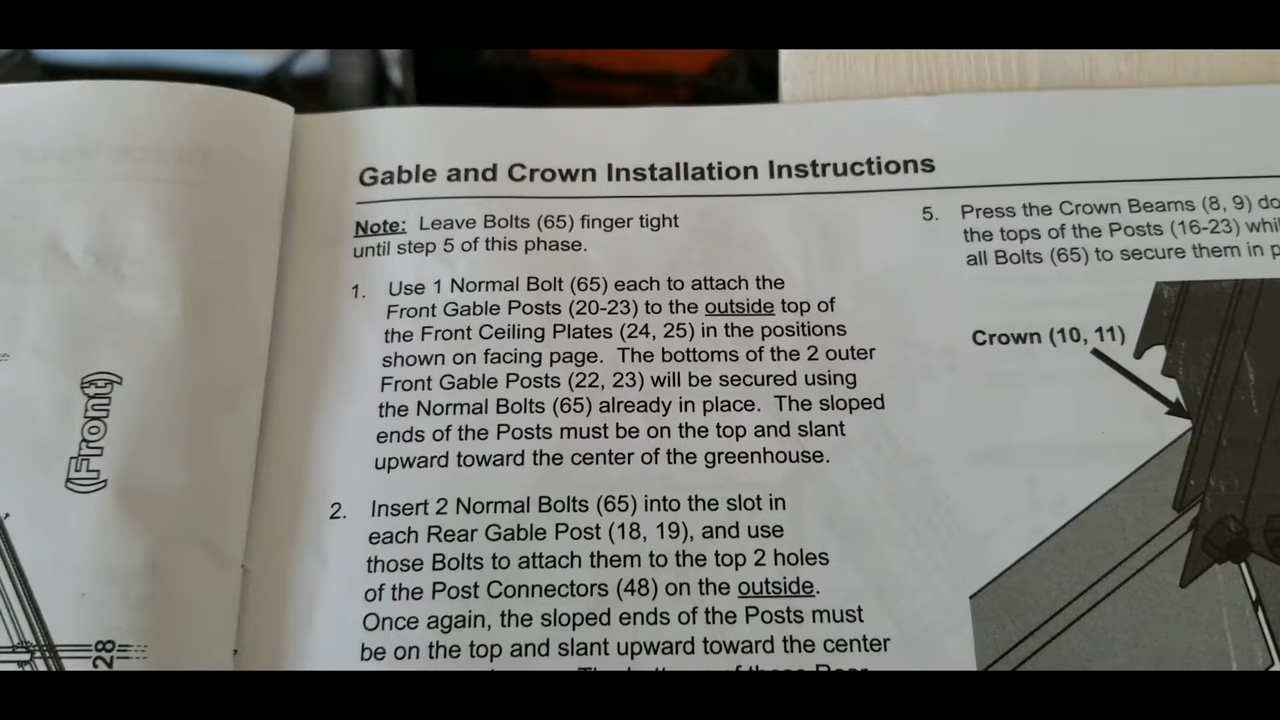 Gable and Crown Installation Instructions
Note: Leave Bolts (65) finger tight
until step 5 of this phase.
1. Use 1 Normal Bolt (65) each to attach the
Front Gable Posts (20-23) to the outside top of
the Front Ceiling Plates (24, 25) in the positions
shown on facing page. The bottoms of the 2 outer
Front Gable Posts (22, 23) will be secured using
the Normal Bolts (65) already in place. The sloped
ends of the Posts must be on the top and slant
upward toward the center of the greenhouse.
2. Insert 2 Normal Bolts (65) into the slot in
each Rear Gable Post (18, 19), and use
those Bolts to attach them to the top 2 holes
of the Post Connectors (48) on the outside.
Once again, the sloped ends of the Posts must
be on the top and slant upward toward the center
5. Press the Crown Beams (8, 9) do
the tops of the Posts (16-23) whi
all Bolts (65) to secure them in p
Crown (10, 11)
(Front)
28